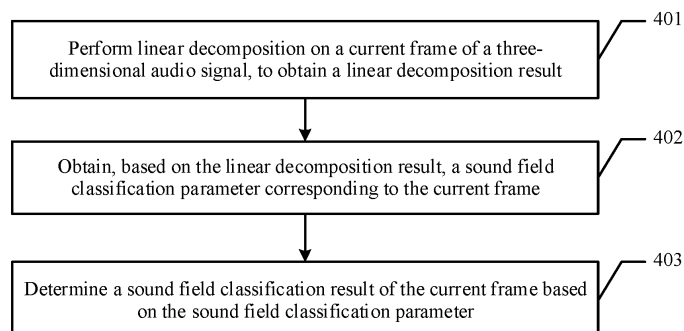 401
Perform linear decomposition on a current frame of a three-
dimensional audio signal, to obtain a linear decomposition result
402
Obtain, based on the linear decomposition result, a sound field
classification parameter corresponding to the current frame
403
Determine a sound field classification result of the current frame based
on the sound field classification parameter